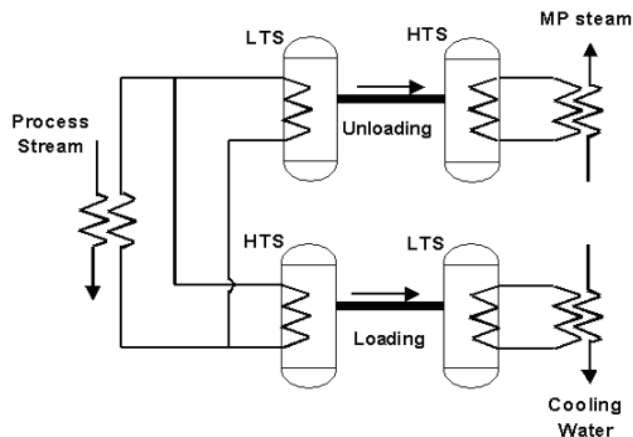 MP steam
LTS
HTS
Process
Stream
Unloading
HTS
LTS
Loading
Cooling
Water